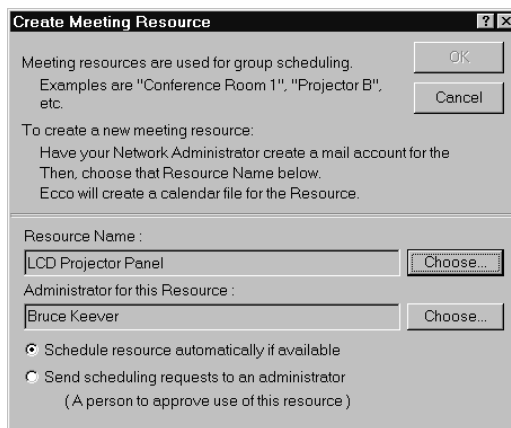 Create Meeting Resource
Meeting resources are used for group scheduling.
Examples are "Conference Room 1", "Projector B",
etc.
OK
Cancel
To create a new meeting resource:
Have your Network Administrator create a mail account for the
Then, choose that Resource Name below.
Ecco will create a calendar file for the Resource.
Resource Name :
LCD Projector Panel
Choose...
Administrator for this Resource :
Bruce Keever
Choose...
Schedule resource automatically if available
Send scheduling requests to an administrator
( A person to approve use of this resource )